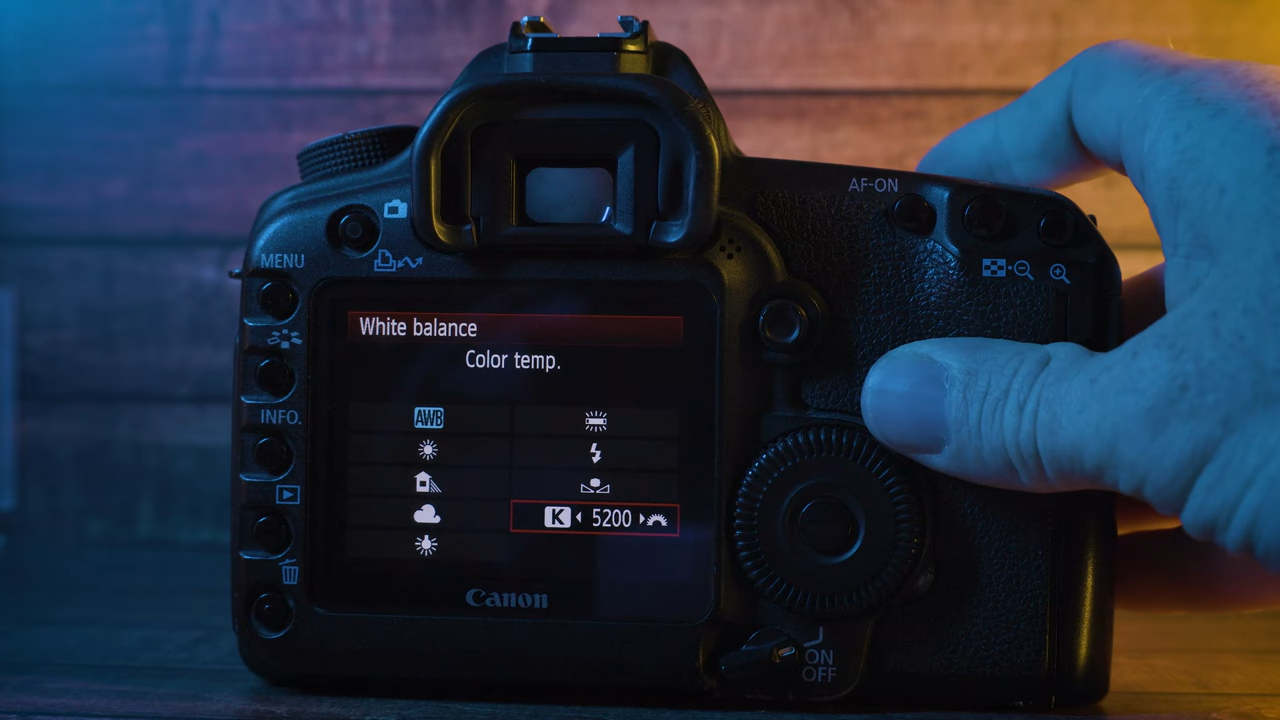 AF-ON
MENU
White balance
Color temp.
AWB
INFO.
K 5200
Canon
ON
OFF